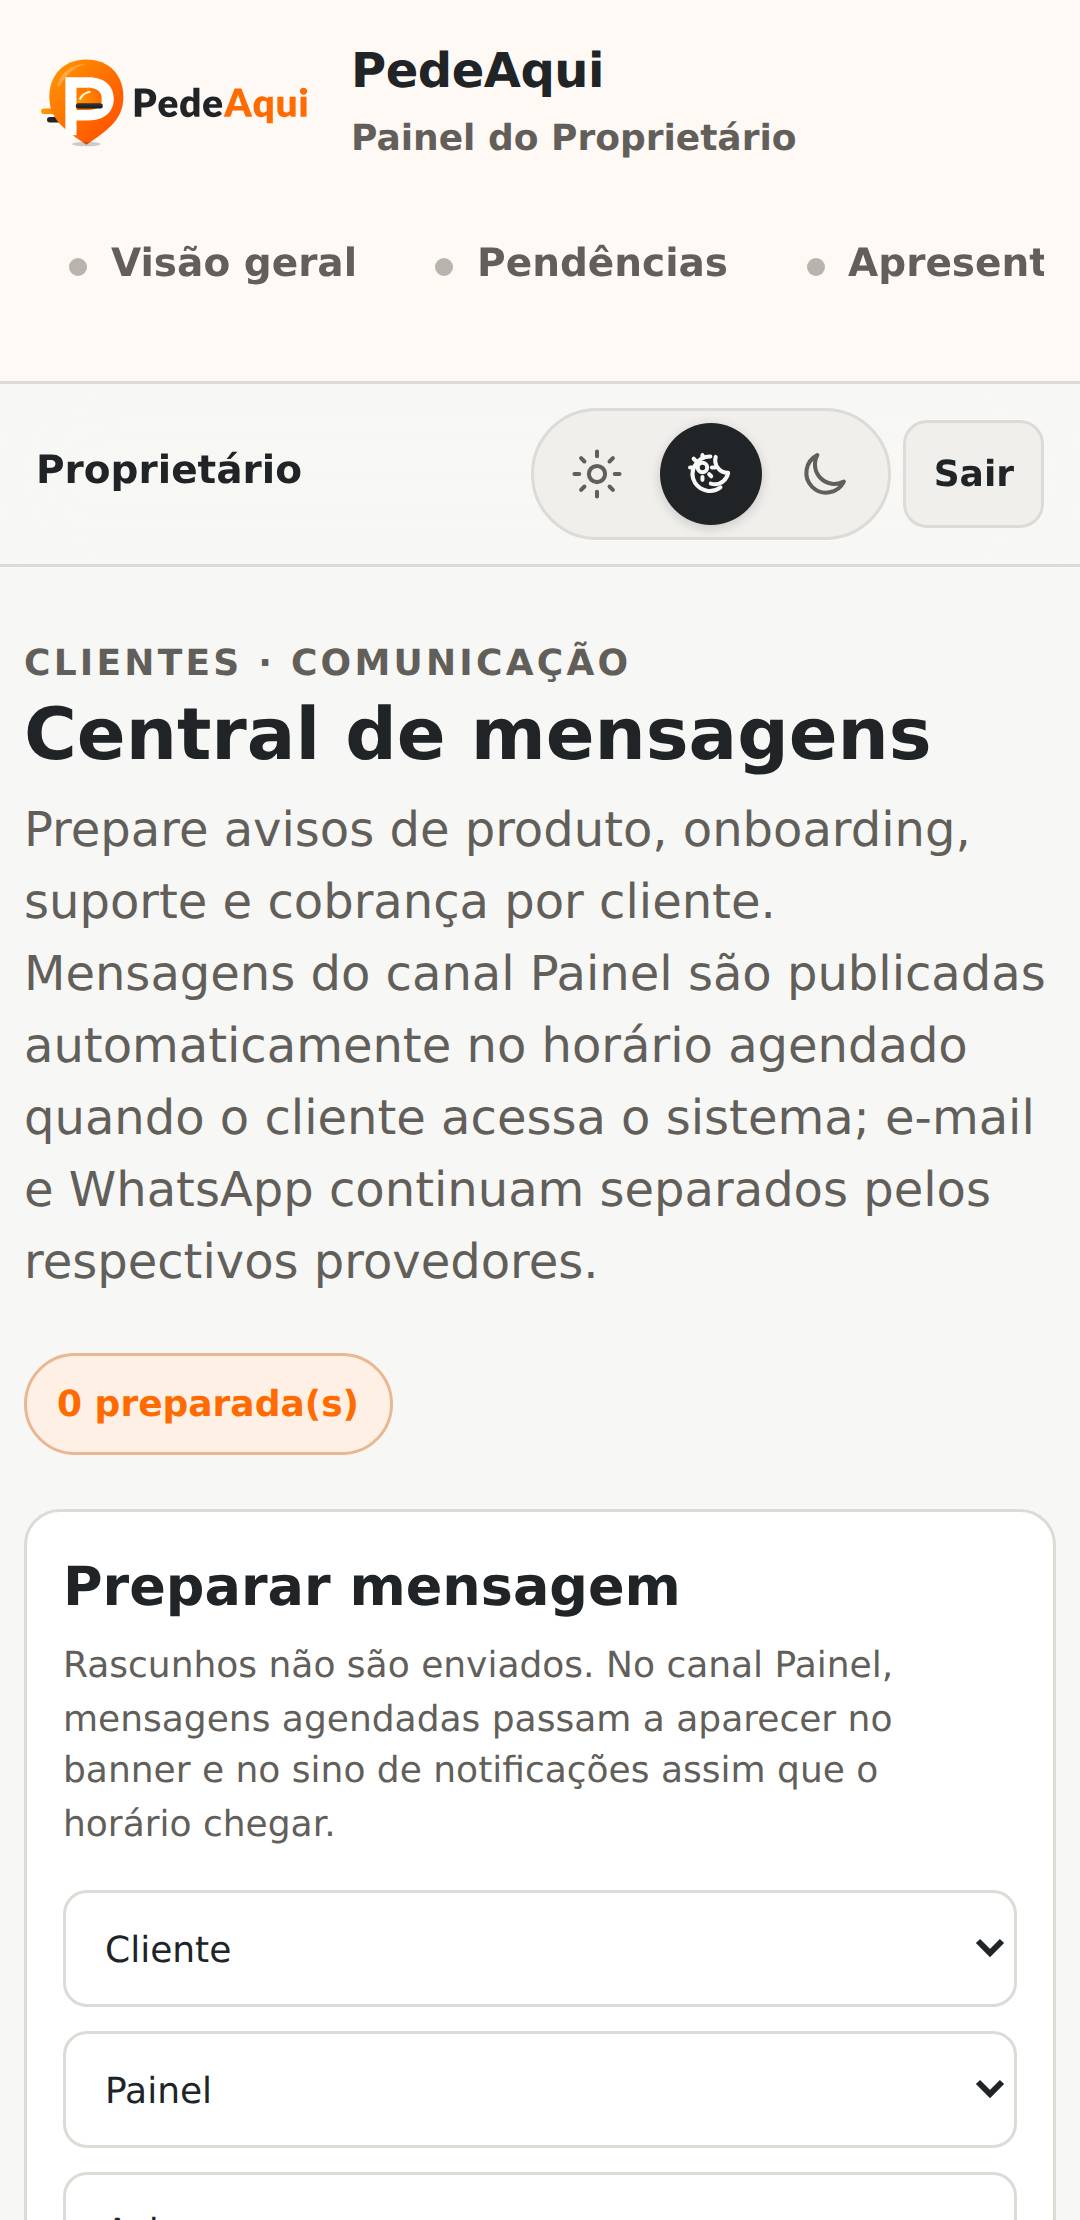 PedeAqui
PedeAqui
Painel do Proprietário
Visão geral
Pendências
Apresent
Proprietário
Sair
CLIENTES · COMUNICAÇÃO
Central de mensagens
Prepare avisos de produto, onboarding,
suporte e cobrança por cliente.
Mensagens do canal Painel são publicadas
automaticamente no horário agendado
quando o cliente acessa o sistema; e-mail
e WhatsApp continuam separados pelos
respectivos provedores.
0 preparada(s)
Preparar mensagem
Rascunhos não são enviados. No canal Painel,
mensagens agendadas passam a aparecer no
banner e no sino de notificações assim que o
horário chegar.
Cliente
Painel